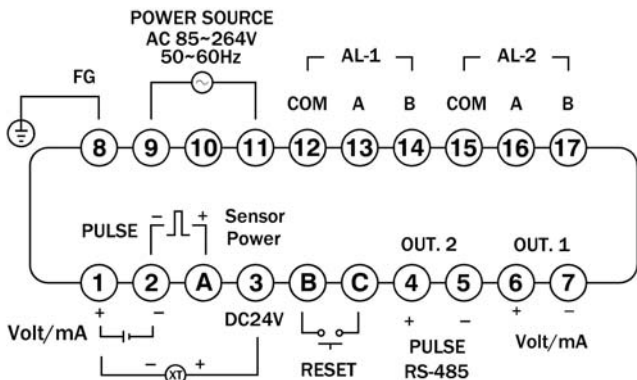 POWER SOURCE
AC 85~264V
50~60Hz
AL-1
AL-2
FG
COM A B COM A B
8 9 10 11 12 13 14 15 16 17
PULSE − + Sensor
Power
OUT. 2 OUT. 1
1 2 A 3 B C 4 5 6 7
+ − DC24V + − + −
Volt/mA PULSE Volt/mA
− XT + RESET RS-485